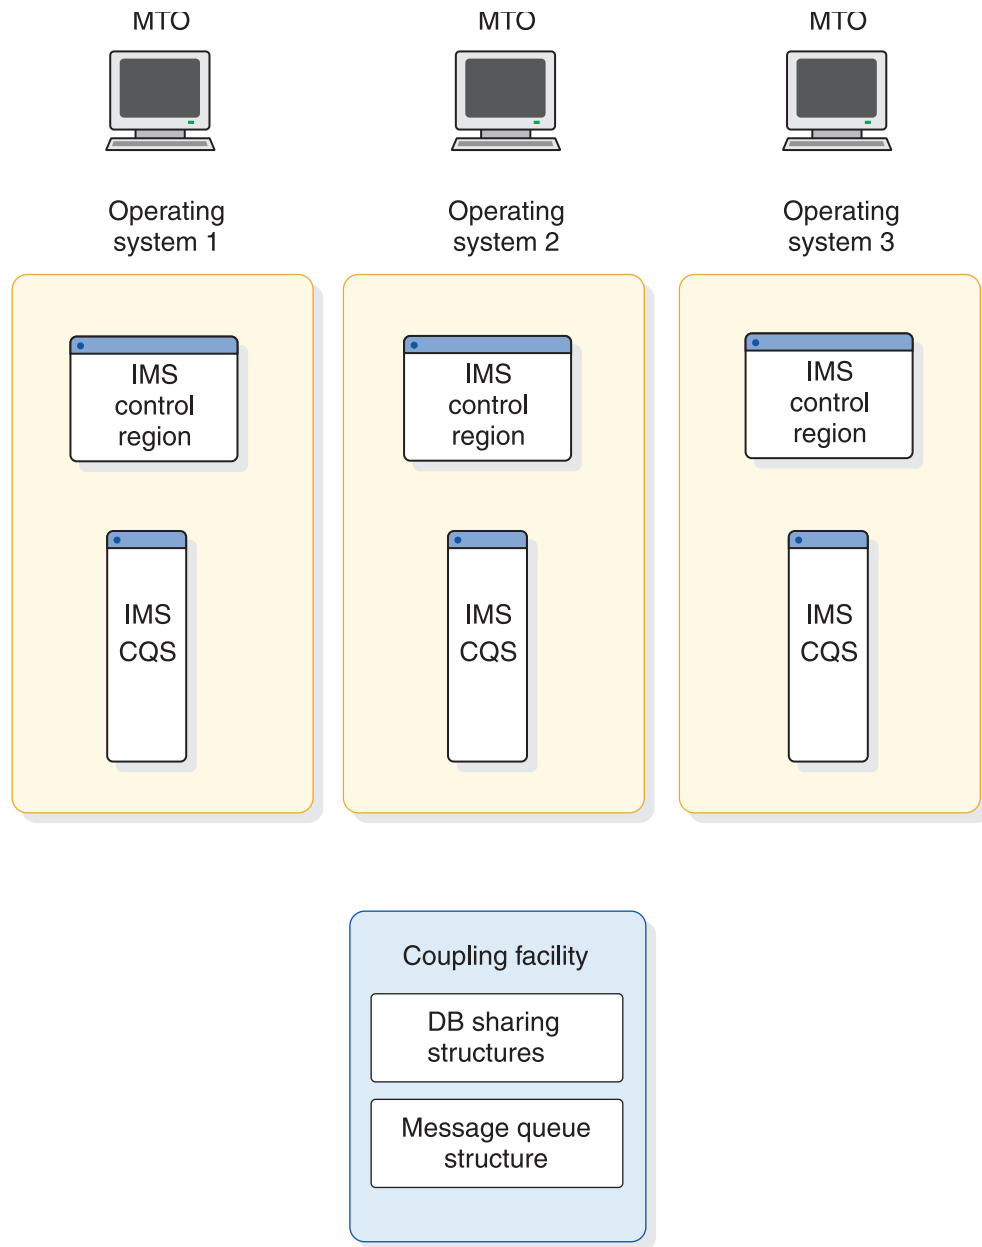 MTO
MTO
MTO
Operating
system 1
Operating
system 2
Operating
system 3
IMS
control
region
IMS
control
region
IMS
control
region
IMS
CQS
IMS
CQS
IMS
CQS
Coupling facility
DB sharing
structures
Message queue
structure